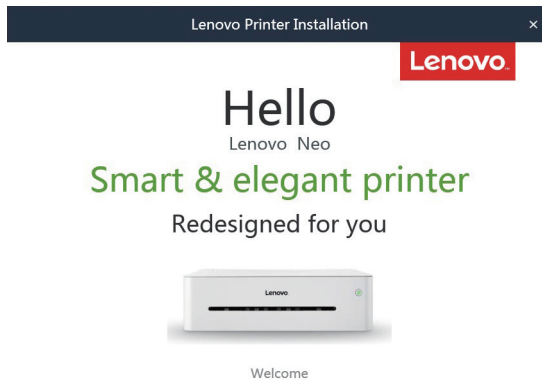 Lenovo Printer Installation
×
Lenovo
Hello
Lenovo Neo
Smart & elegant printer
Redesigned for you
Lenovo
Welcome